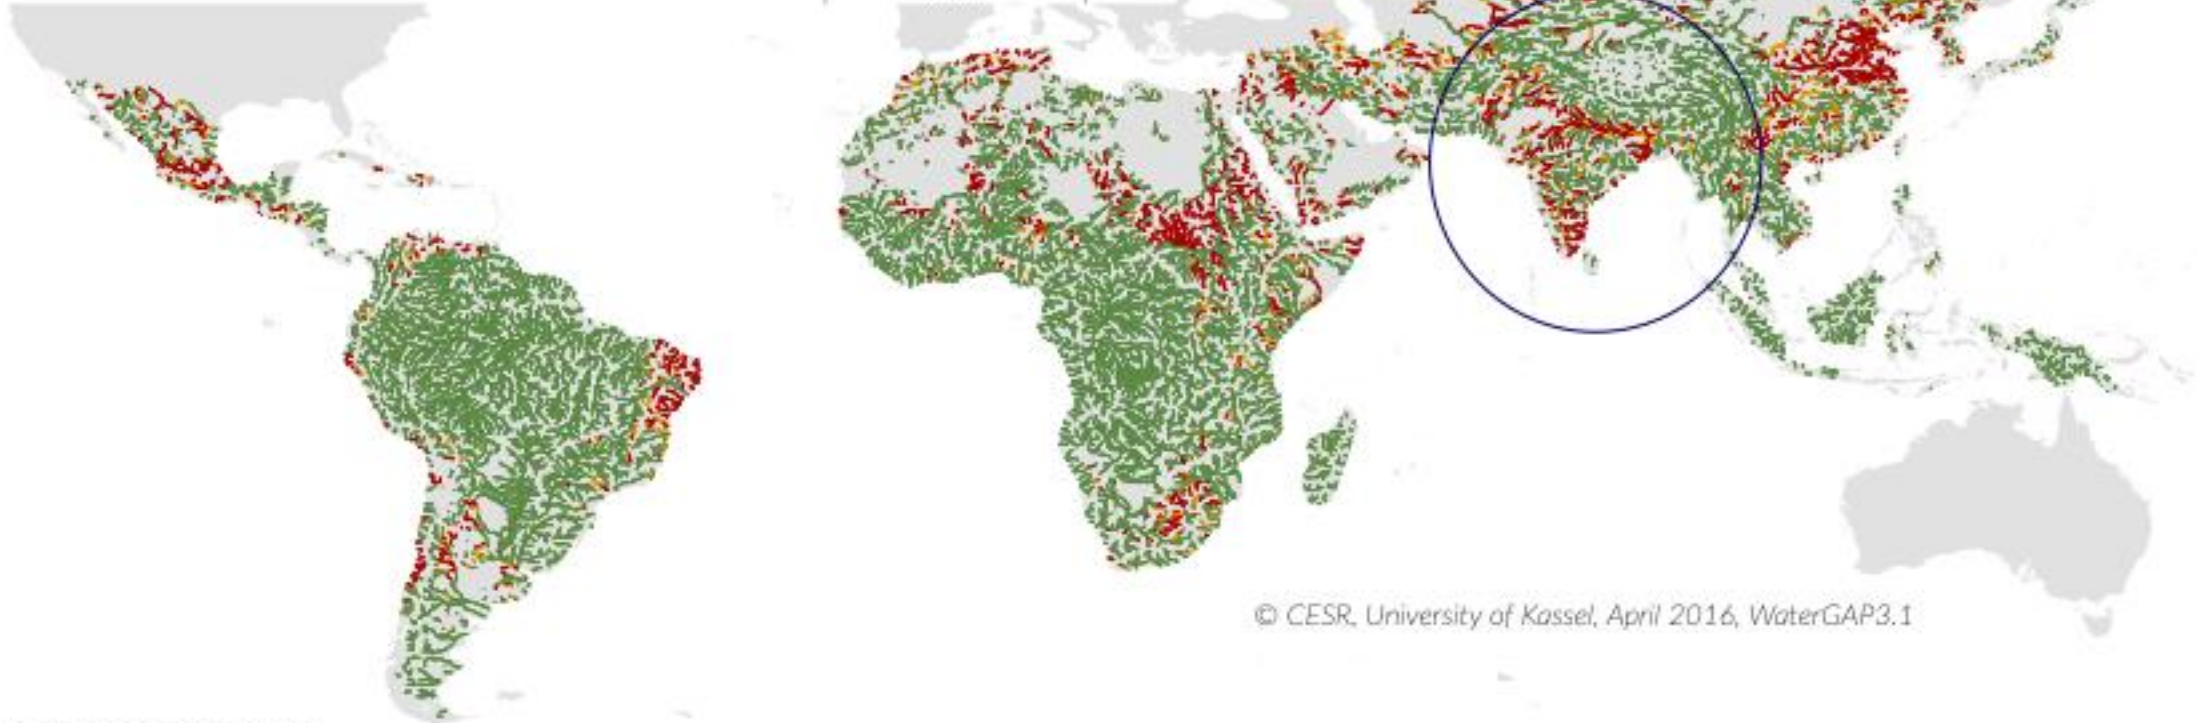 © CESR, University of Kassel, April 2016, WaterGAP3.1